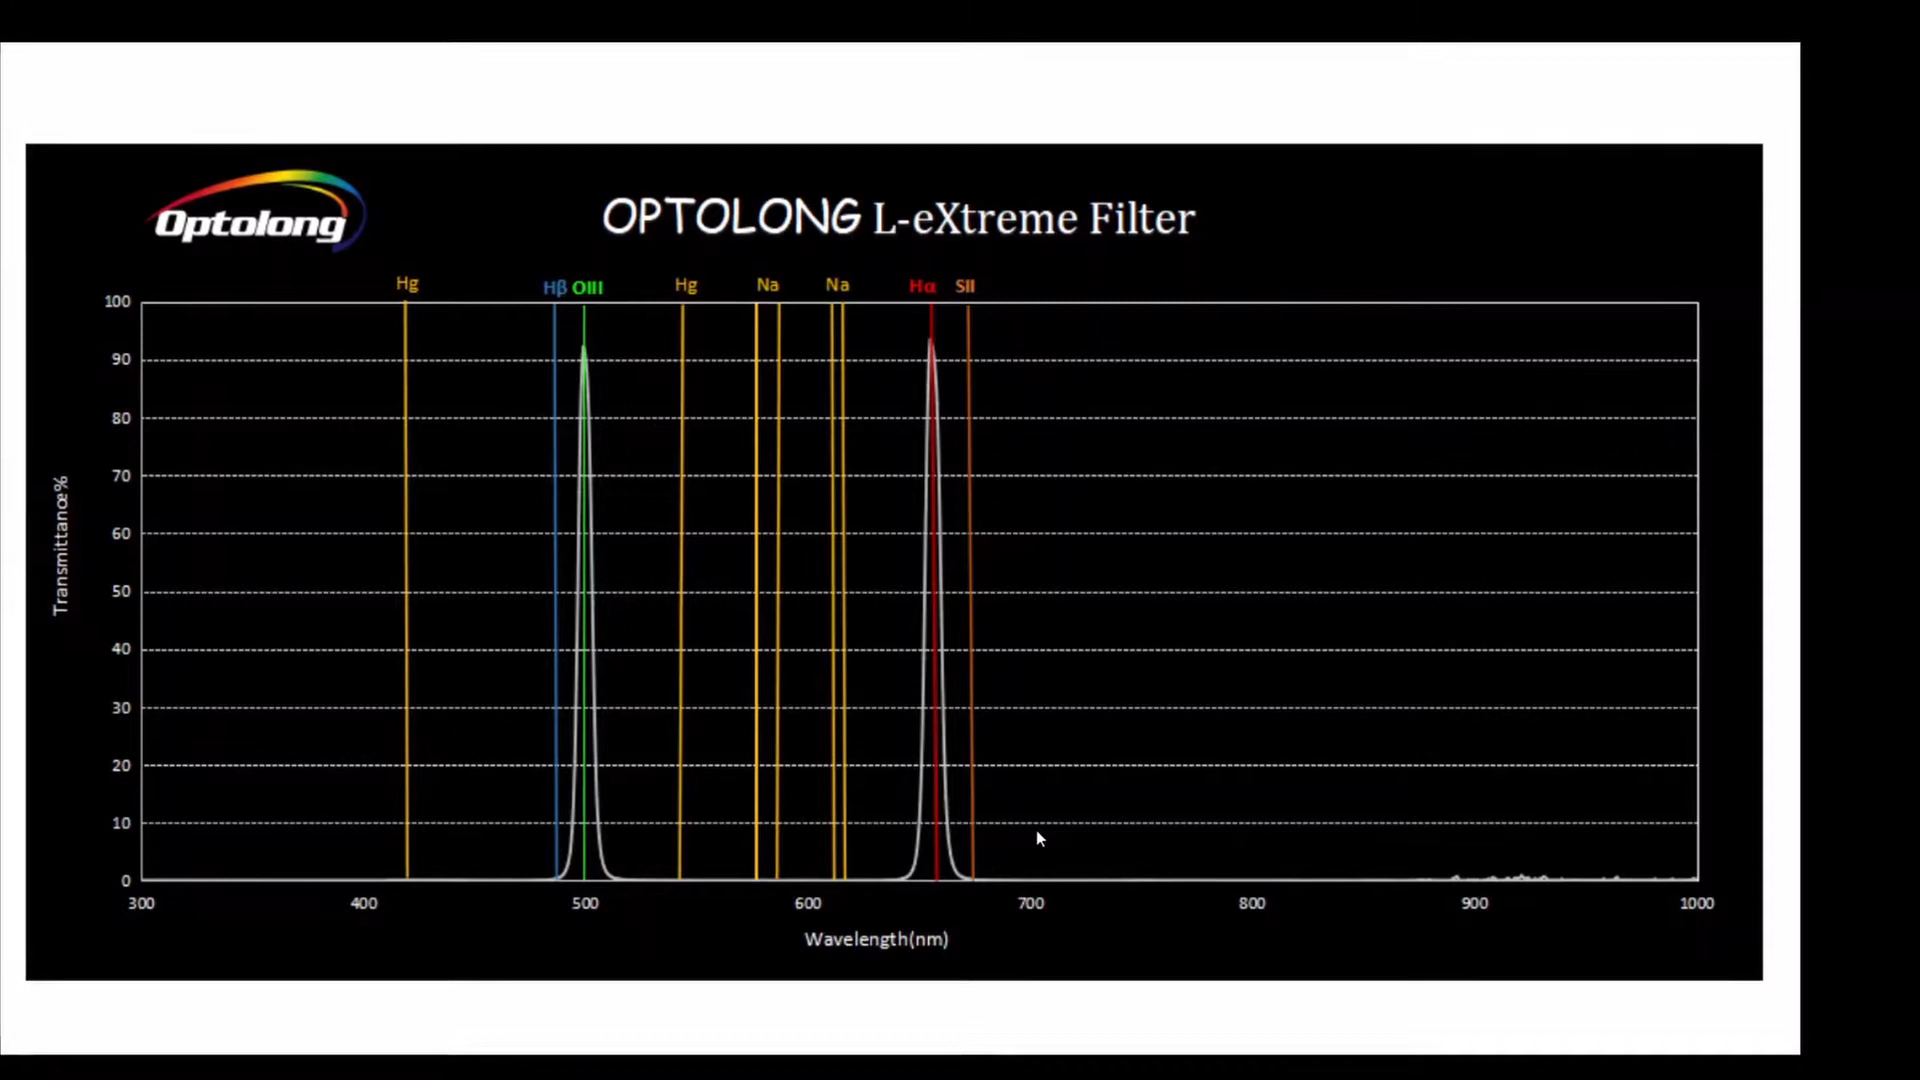 Optolong
OPTOLONG L-eXtreme Filter
Hg Hβ OIII Hg Na Na Hα SII
100
90
80
70
60
50
40
30
20
10
0
Transmittance%
300 400 500 600 700 800 900 1000
Wavelength(nm)